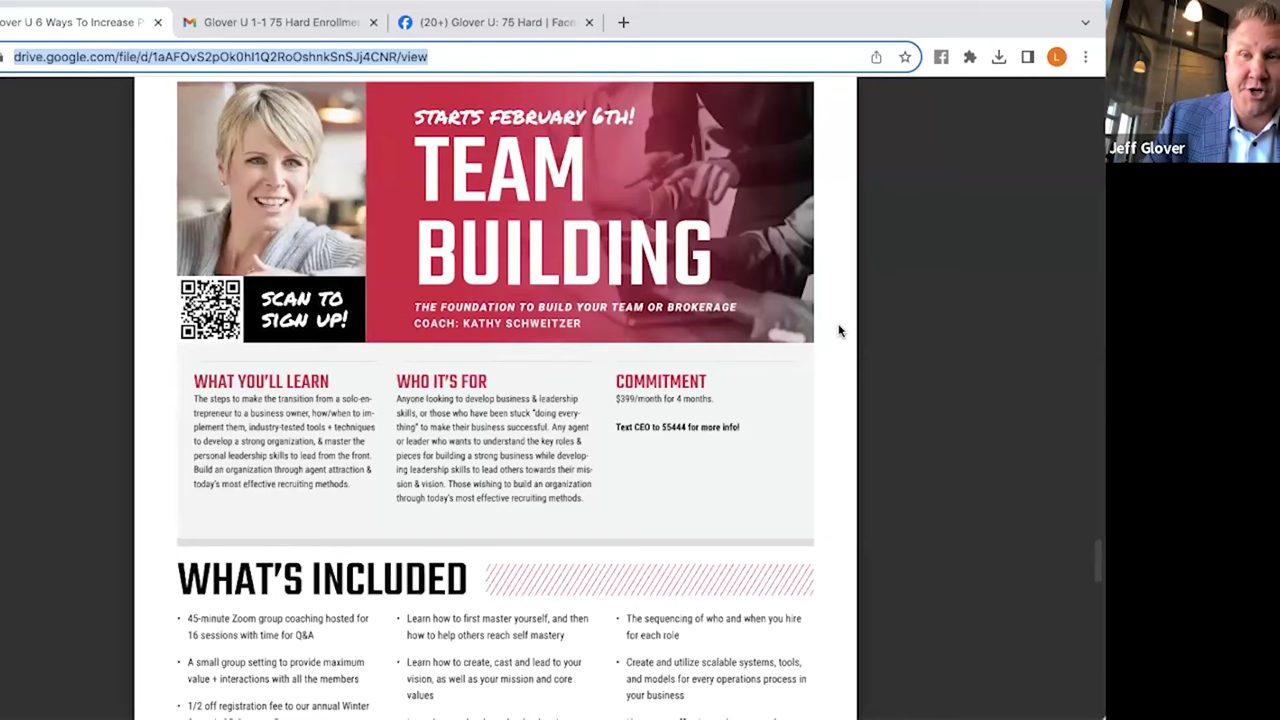 over U 6 Ways To Increase P
Glover U 1-1 75 Hard Enrollme
(20+) Glover U: 75 Hard | Face
drive.google.com/file/d/1aAFOvS2pOk0hI1Q2RoOshnkSnSJj4CNR/view
L
Jeff Glover
STARTS FEBRUARY 6TH!
TEAM
BUILDING
THE FOUNDATION TO BUILD YOUR TEAM OR BROKERAGE
COACH: KATHY SCHWEITZER
SCAN TO
SIGN UP!
WHAT YOU'LL LEARN
The steps to make the transition from a solo-en-
trepreneur to a business owner, how/when to im-
plement them, industry-tested tools + techniques
to develop a strong organization, & master the
personal leadership skills to lead from the front.
Build an organization through agent attraction &
today's most effective recruiting methods.
WHO IT'S FOR
Anyone looking to develop business & leadership
skills, or those who have been stuck "doing every-
thing" to make their business successful. Any agent
or leader who wants to understand the key roles &
pieces for building a strong business while develop-
ing leadership skills to lead others towards their mis-
sion & vision. Those wishing to build an organization
through today's most effective recruiting methods.
COMMITMENT
$399/month for 4 months.
Text CEO to 55444 for more info!
WHAT'S INCLUDED
• 45-minute Zoom group coaching hosted for
16 sessions with time for Q&A
• A small group setting to provide maximum
value + interactions with all the members
• 1/2 off registration fee to our annual Winter
• Learn how to first master yourself, and then
how to help others reach self mastery
• Learn how to create, cast and lead to your
vision, as well as your mission and core
values
• The sequencing of who and when you hire
for each role
• Create and utilize scalable systems, tools,
and models for every operations process in
your business